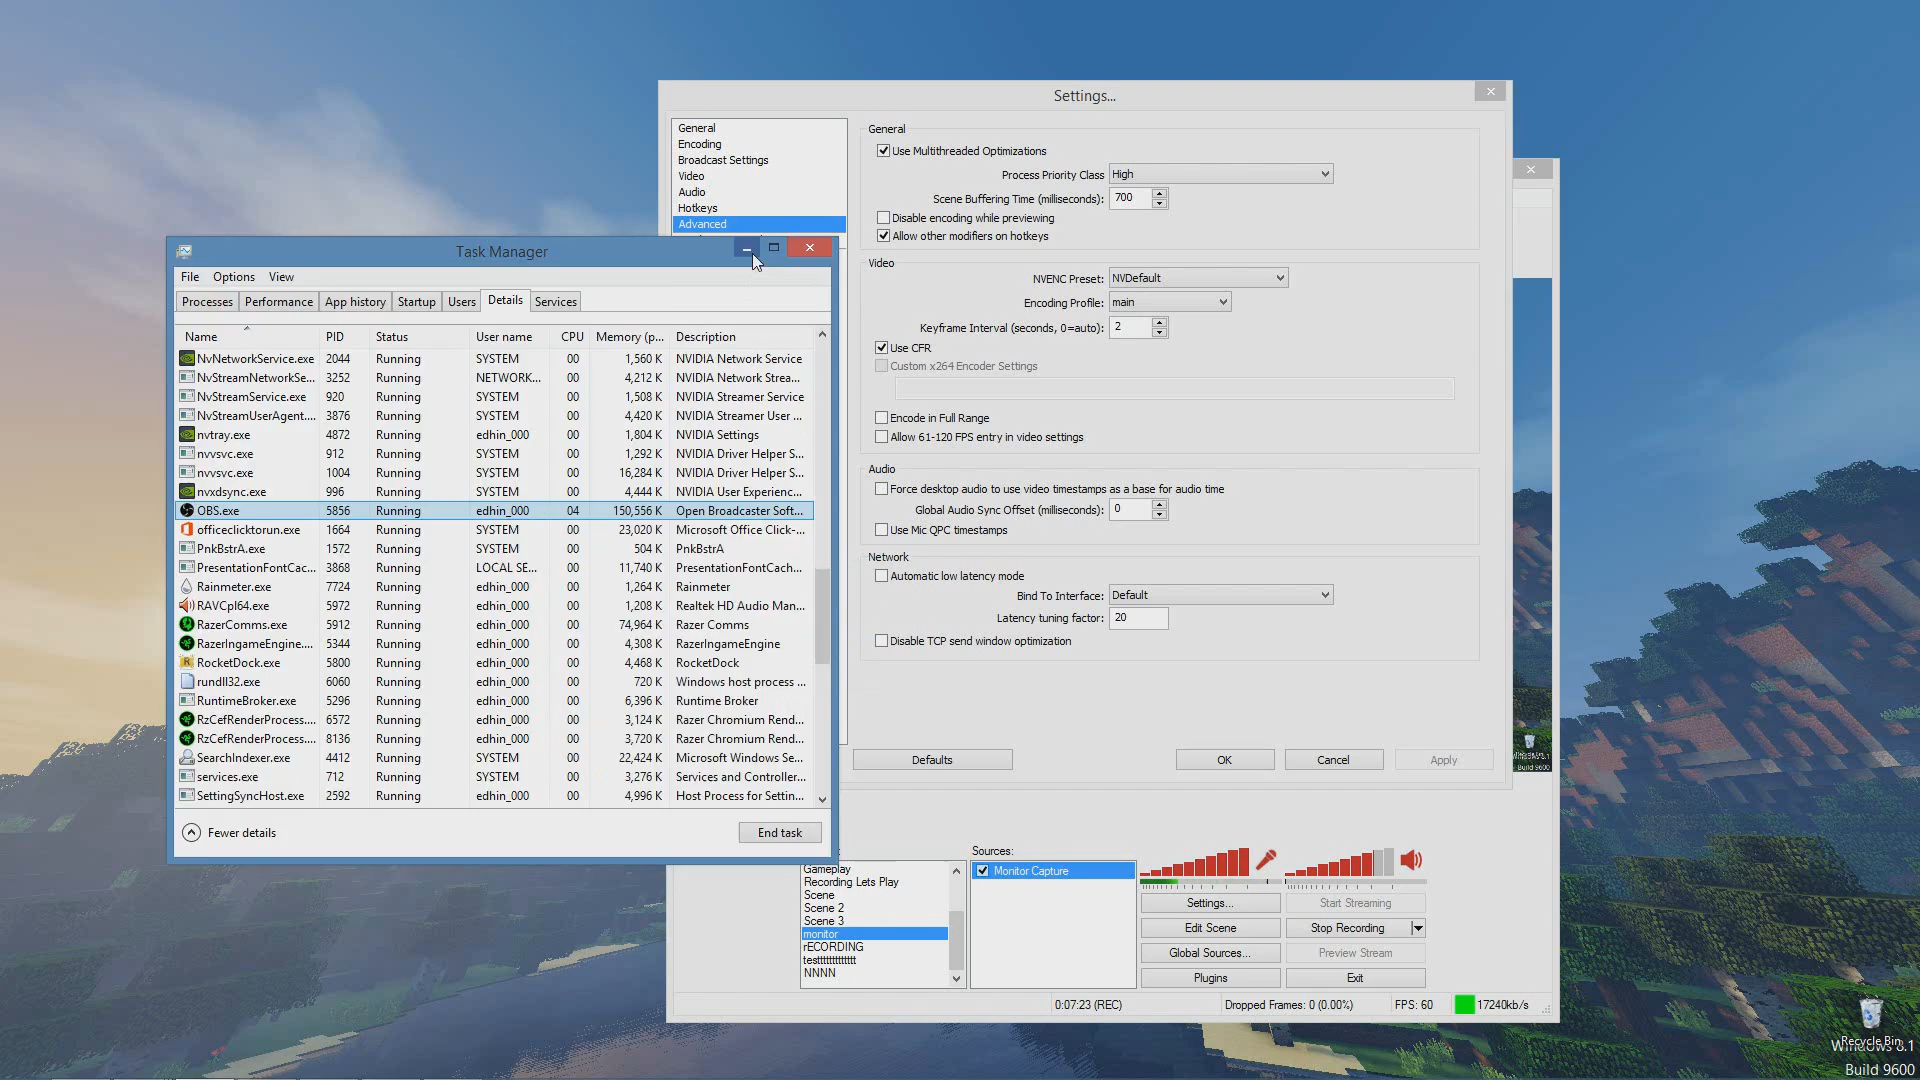 Settings...
General
Encoding
Broadcast Settings
Video
Audio
Hotkeys
Advanced
General
Use Multithreaded Optimizations
Process Priority Class High
Scene Buffering Time (milliseconds): 700
Disable encoding while previewing
Allow other modifiers on hotkeys
Video
NVENC Preset: NVDefault
Encoding Profile: main
Keyframe Interval (seconds, 0=auto): 2
Use CFR
Custom x264 Encoder Settings
Encode in Full Range
Allow 61-120 FPS entry in video settings
Audio
Force desktop audio to use video timestamps as a base for audio time
Global Audio Sync Offset (milliseconds): 0
Use Mic QPC timestamps
Network
Automatic low latency mode
Bind To Interface: Default
Latency tuning factor: 20
Disable TCP send window optimization
Defaults OK Cancel Apply
Task Manager
File Options View
Processes Performance App history Startup Users Details Services
Name PID Status User name CPU Memory (p... Description
NvNetworkService.exe 2044 Running SYSTEM 00 1,560 K NVIDIA Network Service
NvStreamNetworkSe... 3252 Running NETWORK... 00 4,212 K NVIDIA Network Strea...
NvStreamService.exe 920 Running SYSTEM 00 1,508 K NVIDIA Streamer Service
NvStreamUserAgent.... 3876 Running SYSTEM 00 4,420 K NVIDIA Streamer User ...
nvtray.exe 4872 Running edhin_000 00 1,804 K NVIDIA Settings
nvvsvc.exe 912 Running SYSTEM 00 1,292 K NVIDIA Driver Helper S...
nvvsvc.exe 1004 Running SYSTEM 00 16,284 K NVIDIA Driver Helper S...
nvxdsync.exe 996 Running SYSTEM 00 4,444 K NVIDIA User Experienc...
OBS.exe 5856 Running edhin_000 04 150,556 K Open Broadcaster Soft...
officeclicktorun.exe 1664 Running SYSTEM 00 23,020 K Microsoft Office Click-...
PnkBstrA.exe 1572 Running SYSTEM 00 504 K PnkBstrA
PresentationFontCac... 3868 Running LOCAL SE... 00 11,740 K PresentationFontCach...
Rainmeter.exe 7724 Running edhin_000 00 1,264 K Rainmeter
RAVCpl64.exe 5972 Running edhin_000 00 1,208 K Realtek HD Audio Man...
RazerComms.exe 5912 Running edhin_000 00 74,964 K Razer Comms
RazerIngameEngine.... 5344 Running edhin_000 00 4,308 K RazerIngameEngine
RocketDock.exe 5800 Running edhin_000 00 4,468 K RocketDock
rundll32.exe 6060 Running edhin_000 00 720 K Windows host process ...
RuntimeBroker.exe 5296 Running edhin_000 00 6,396 K Runtime Broker
RzCefRenderProcess.... 6572 Running edhin_000 00 3,124 K Razer Chromium Rend...
RzCefRenderProcess.... 8136 Running edhin_000 00 3,720 K Razer Chromium Rend...
SearchIndexer.exe 4412 Running SYSTEM 00 22,424 K Microsoft Windows Se...
services.exe 712 Running SYSTEM 00 3,276 K Services and Controller...
SettingSyncHost.exe 2592 Running edhin_000 00 4,996 K Host Process for Settin...
Fewer details End task
Sources:
Gameplay
Recording Lets Play
Scene
Scene 2
Scene 3
monitor
rECORDING
Monitor Capture
NNNN
Settings... Start Streaming
Edit Scene Stop Recording
Global Sources... Preview Stream
Plugins Exit
0:07:23 (REC) Dropped Frames: 0 (0.00%) FPS: 60 17240kb/s
Build 9600
Recycle Bin
Windows 8.1
Build 9600